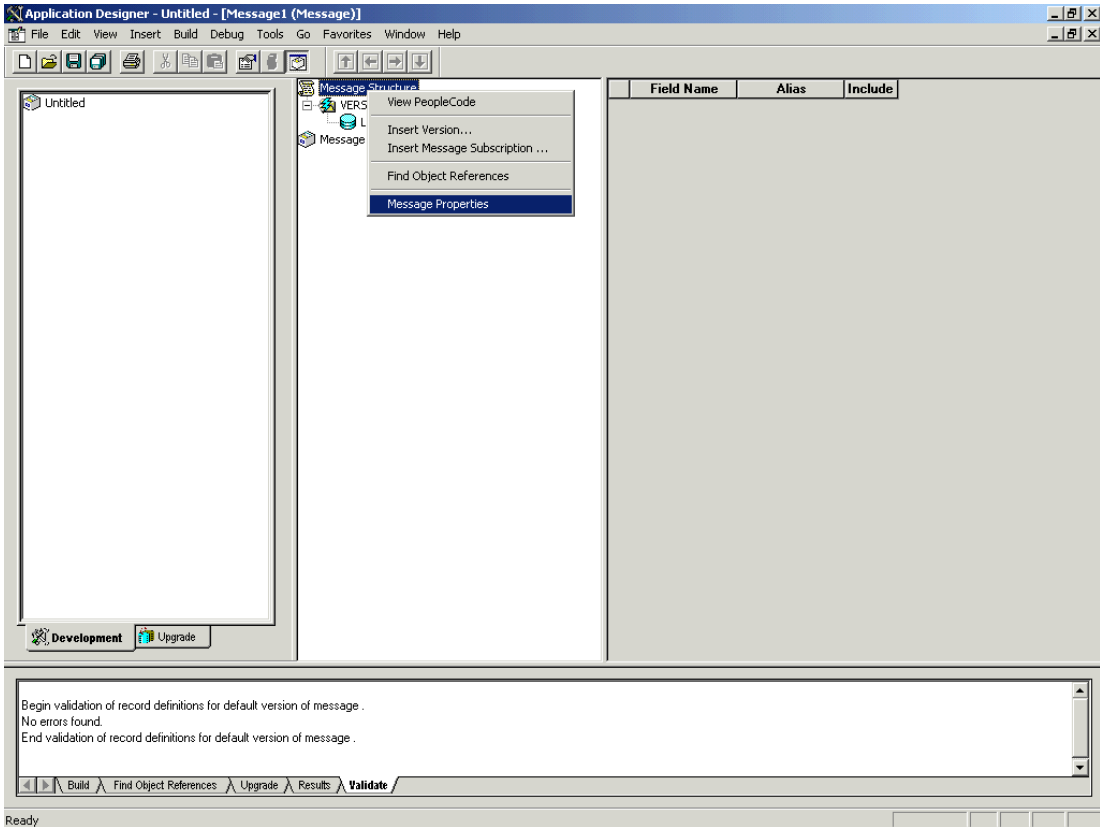 Application Designer - Untitled - [Message1 (Message)]
File Edit View Insert Build Debug Tools Go Favorites Window Help
Untitled
Message Structure
VERS
L
Message
View PeopleCode
Insert Version...
Insert Message Subscription ...
Find Object References
Message Properties
Field Name Alias Include
Development Upgrade
Begin validation of record definitions for default version of message .
No errors found.
End validation of record definitions for default version of message .
Build Find Object References Upgrade Results Validate
Ready